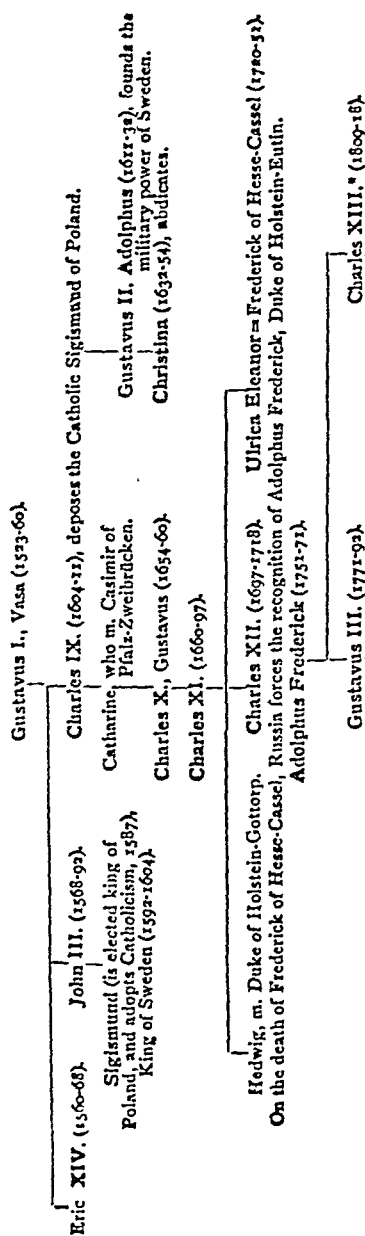 Gustavus I., Vasa (1523-60).
Eric XIV. (1560-68).
John III. (1568-92).
Charles IX. (1604-11), deposes the Catholic Sigismund of Poland.
Sigismund (is elected king of
Poland, and adopts Catholicism, 1587),
King of Sweden (1592-1604).
Catharine, who m. Casimir of
Pfalz-Zweibrücken.
Gustavus II. Adolphus (1611-32), founds the
military power of Sweden.
Charles X., Gustavus (1654-60).
Christina (1632-54), abdicates.
Charles XI. (1660-97).
Hedwig, m. Duke of Holstein-Gottorp.
Charles XII. (1697-1718).
Ulrica Eleanor=Frederick of Hesse-Cassel (1720-51).
On the death of Frederick of Hesse-Cassel, Russia forces the recognition of Adolphus Frederick, Duke of Holstein-Eutin.
Adolphus Frederick (1751-71)
Gustavus III. (1771-92).
Charles XIII.* (1809-18).